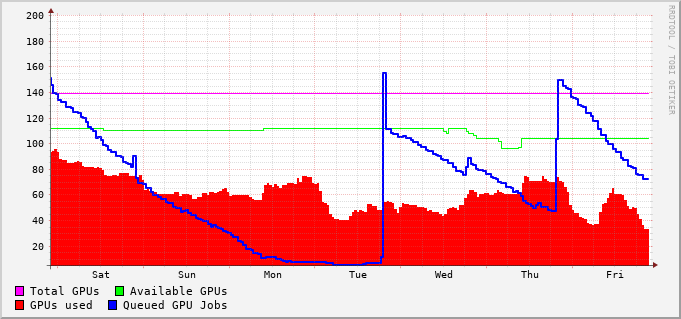 200
180
160
140
120
100
80
60
40
20
Sat Sun Mon Tue Wed Thu Fri
Total GPUs Available GPUs
GPUs used Queued GPU Jobs
RRDTOOL / TOBI OETIKER